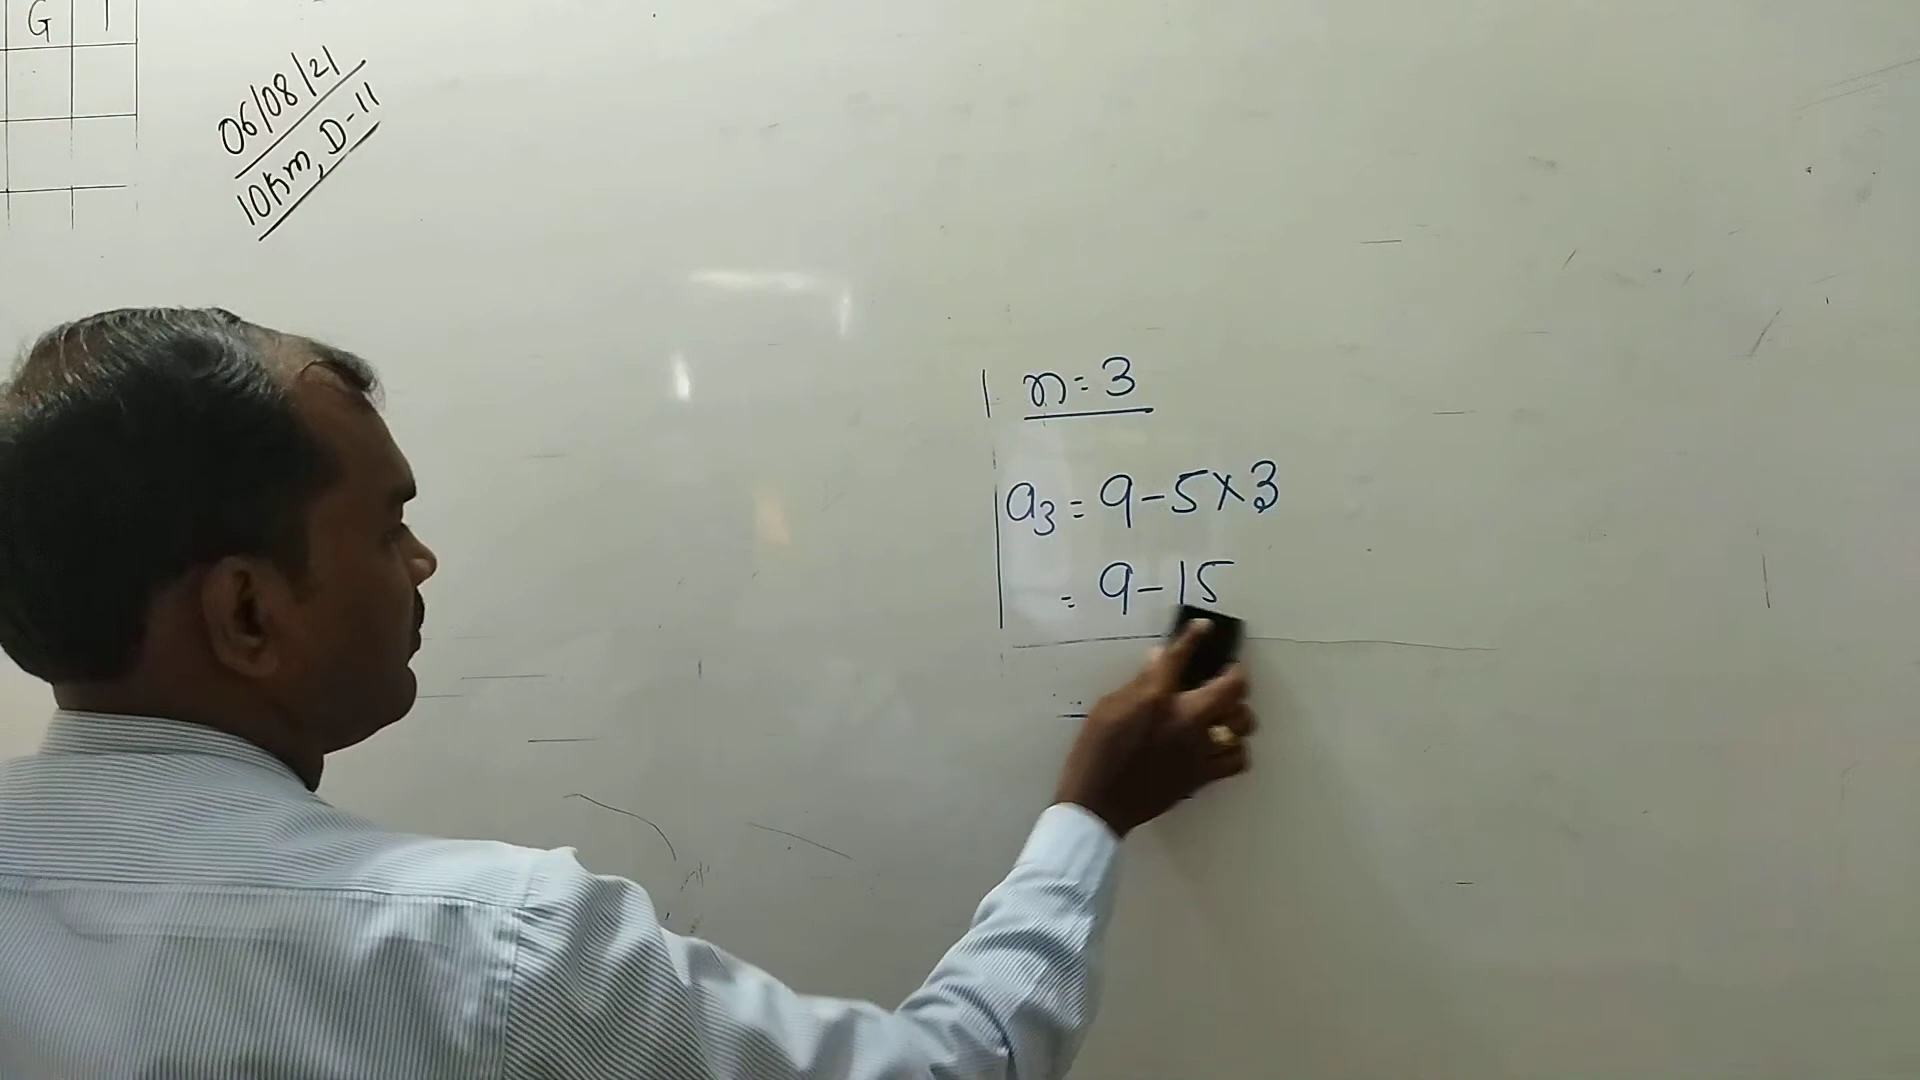 G
06/08/21
10Km, D-11
n=3
a3 = 9-5×3
= 9-15